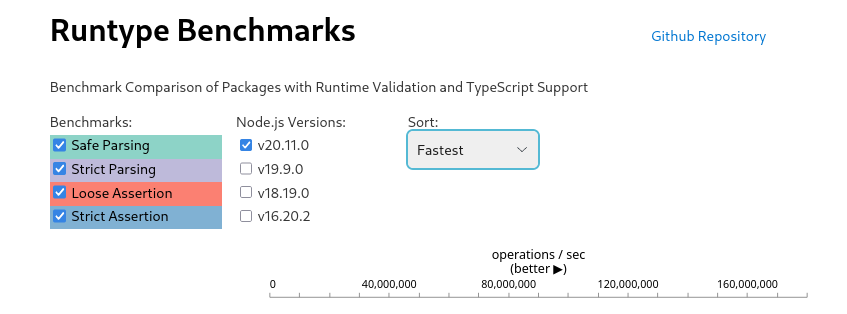 Runtype Benchmarks
Github Repository
Benchmark Comparison of Packages with Runtime Validation and TypeScript Support
Benchmarks:
Safe Parsing
Strict Parsing
Loose Assertion
Strict Assertion
Node.js Versions:
v20.11.0
v19.9.0
v18.19.0
v16.20.2
Sort:
Fastest
operations / sec
(better ▶)
0 40,000,000 80,000,000 120,000,000 160,000,000